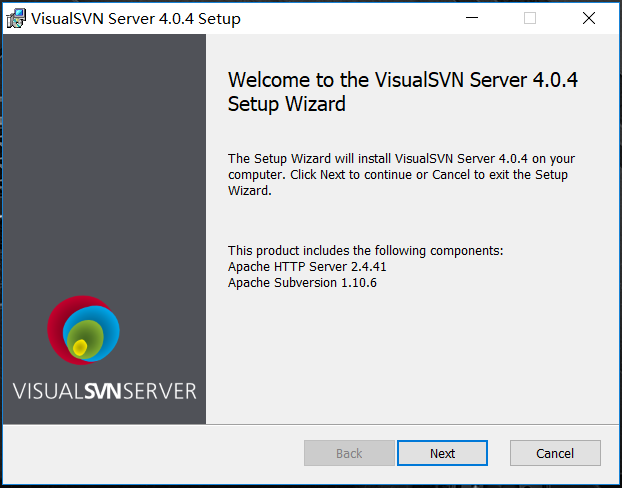 VisualSVN Server 4.0.4 Setup
Welcome to the VisualSVN Server 4.0.4
Setup Wizard
The Setup Wizard will install VisualSVN Server 4.0.4 on your
computer. Click Next to continue or Cancel to exit the Setup
Wizard.
This product includes the following components:
Apache HTTP Server 2.4.41
Apache Subversion 1.10.6
VISUALSVNSERVER
Back
Next
Cancel